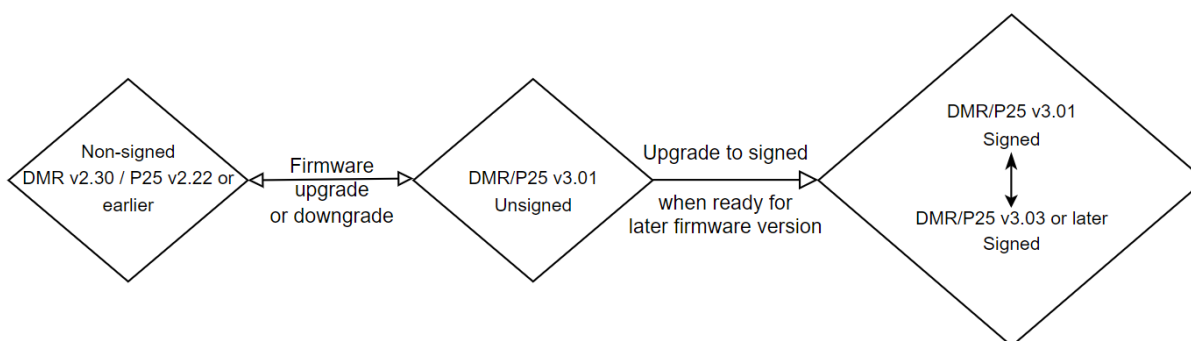 Non-signed
DMR v2.30 / P25 v2.22 or
earlier
Firmware
upgrade
or downgrade
DMR/P25 v3.01
Unsigned
Upgrade to signed
when ready for
later firmware version
DMR/P25 v3.01
Signed
DMR/P25 v3.03 or later
Signed